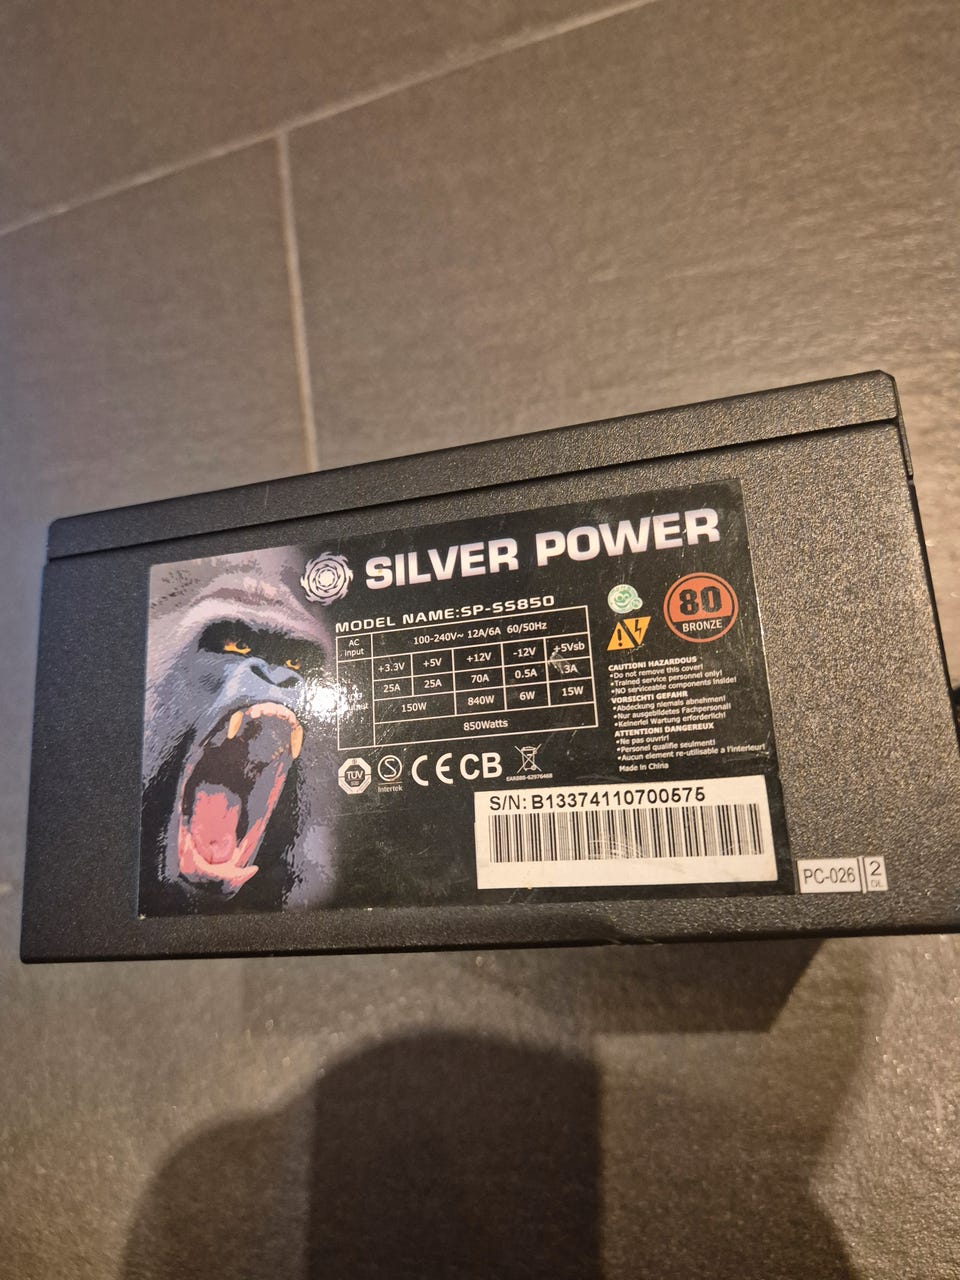 SILVER POWER
MODEL NAME:SP-SS850
AC
input
100-240V~ 12A/6A 60/50Hz
+3.3V +5V +12V -12V +5Vsb
25A 25A 70A 0.5A 3A
150W 840W 6W 15W
850Watts
80
BRONZE
CAUTION! HAZARDOUS
•Do not remove this cover!
•Trained service personnel only!
•NO serviceable components inside!
VORSICHT! GEFAHR
•Abdeckung niemals abnehmen!
•Nur ausgebildetes Fachpersonal!
•Keinerlei Wartung erforderlich!
ATTENTION! DANGEREUX
•Ne pas ouvrir!
•Personel qualifie seulment!
•Aucun element re-utilisable a l'interieur!
Made in China
TUV
S
Intertek
CE CB
S/N: B13374110700575
PC-026 2